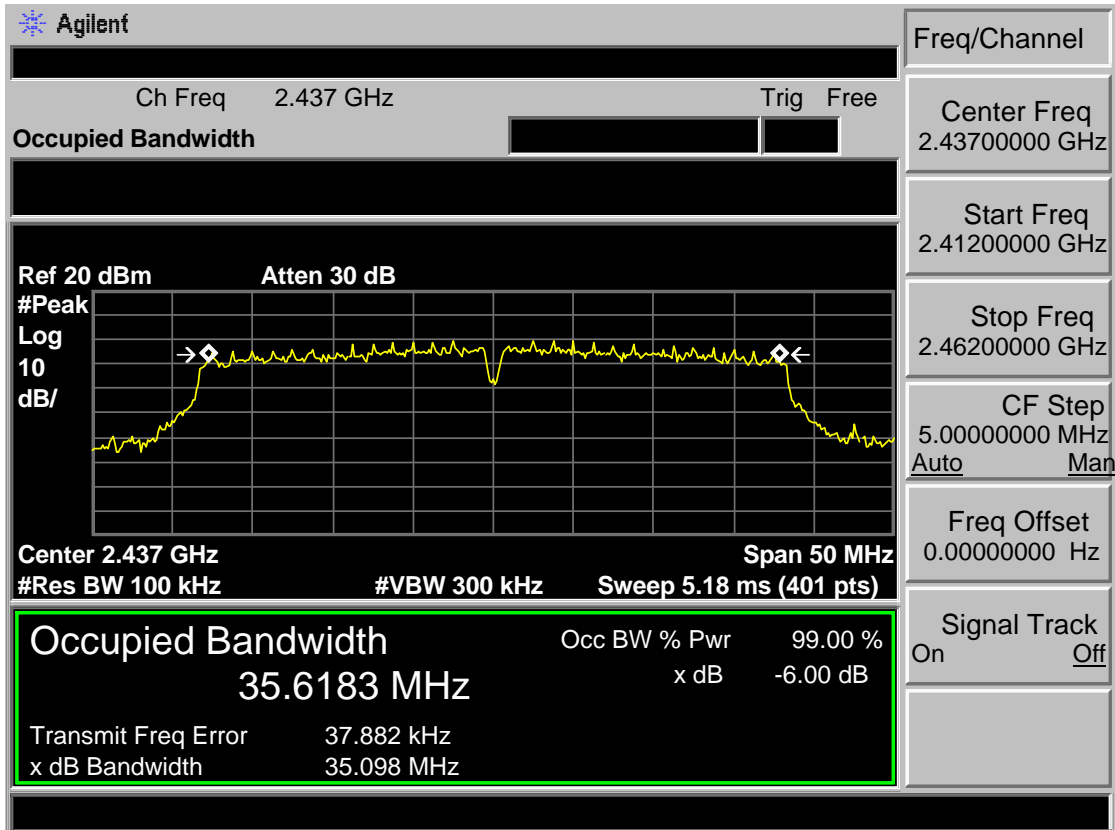 Agilent
Freq/Channel
Ch Freq 2.437 GHz Trig Free
Occupied Bandwidth
Center Freq
2.43700000 GHz
Start Freq
2.41200000 GHz
Stop Freq
2.46200000 GHz
CF Step
5.00000000 MHz
Auto Man
Freq Offset
0.00000000 Hz
Signal Track
On Off
Ref 20 dBm Atten 30 dB
#Peak
Log
10
dB/
Center 2.437 GHz Span 50 MHz
#Res BW 100 kHz #VBW 300 kHz Sweep 5.18 ms (401 pts)
Occupied Bandwidth Occ BW % Pwr 99.00 %
35.6183 MHz x dB -6.00 dB
Transmit Freq Error 37.882 kHz
x dB Bandwidth 35.098 MHz